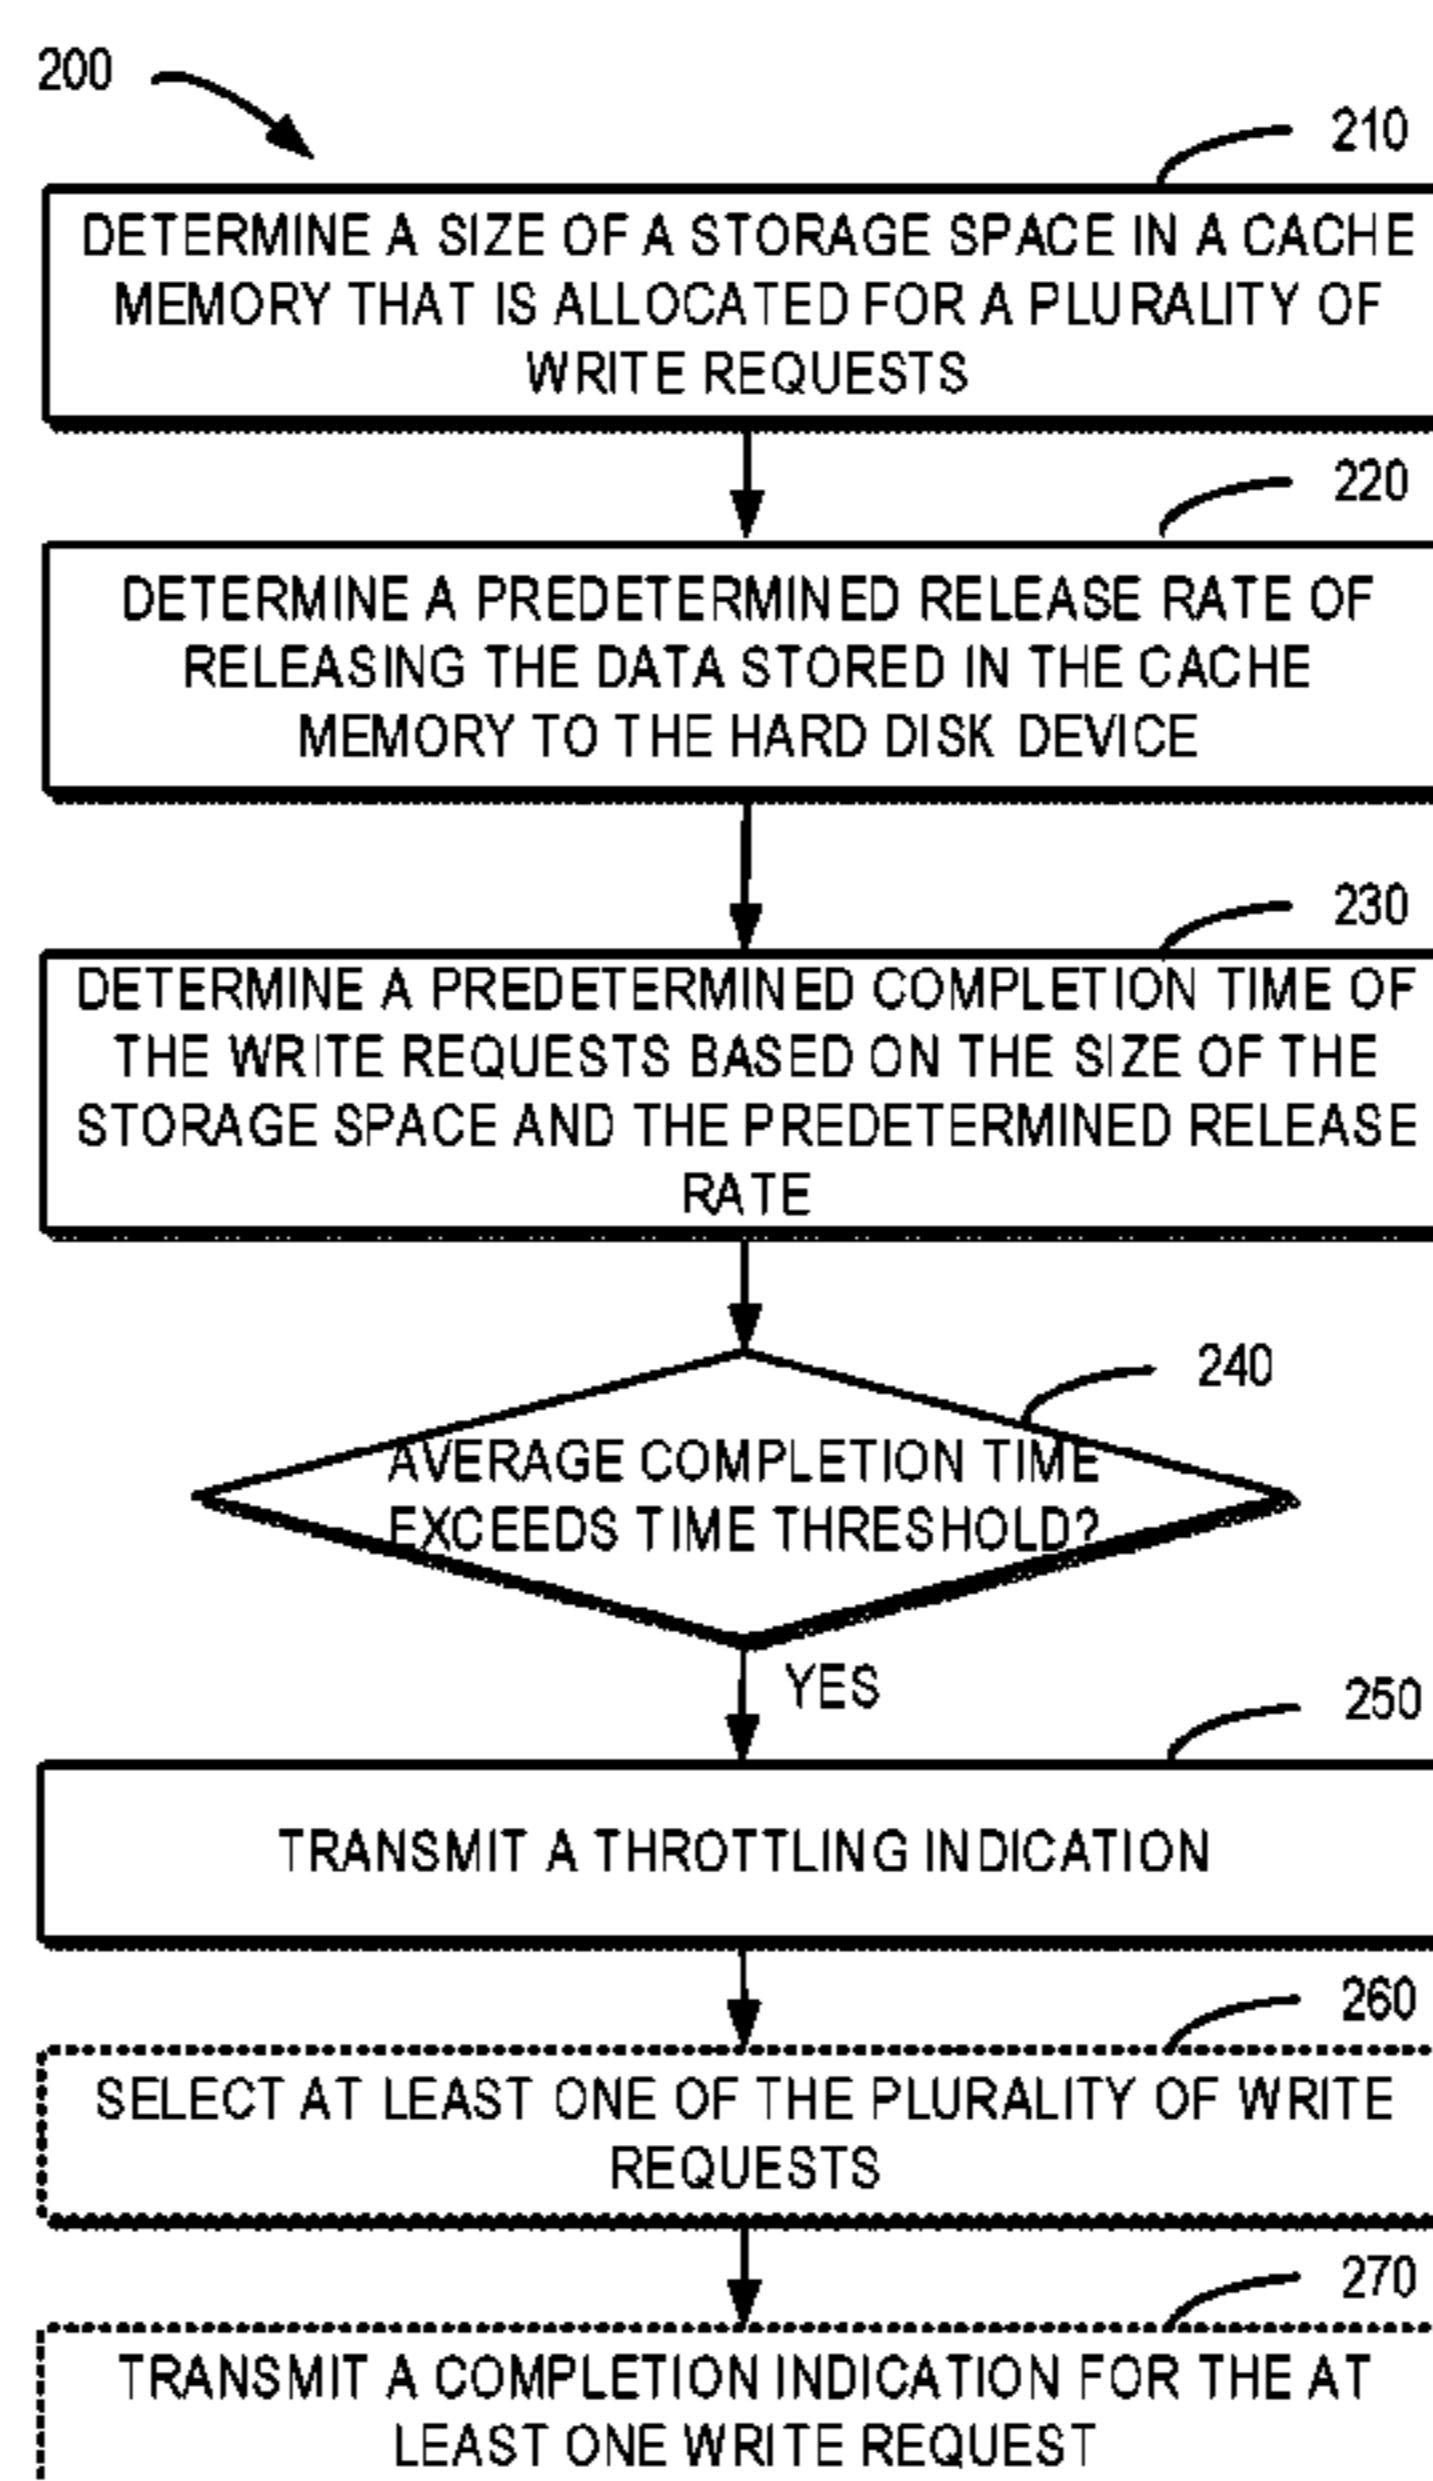 200
210
DETERMINE A SIZE OF A STORAGE SPACE IN A CACHE
MEMORY THAT IS ALLOCATED FOR A PLURALITY OF
WRITE REQUESTS
220
DETERMINE A PREDETERMINED RELEASE RATE OF
RELEASING THE DATA STORED IN THE CACHE
MEMORY TO THE HARD DISK DEVICE
230
DETERMINE A PREDETERMINED COMPLETION TIME OF
THE WRITE REQUESTS BASED ON THE SIZE OF THE
STORAGE SPACE AND THE PREDETERMINED RELEASE
RATE
240
AVERAGE COMPLETION TIME
EXCEEDS TIME THRESHOLD?
YES
250
TRANSMIT A THROTTLING INDICATION
260
SELECT AT LEAST ONE OF THE PLURALITY OF WRITE
REQUESTS
270
TRANSMIT A COMPLETION INDICATION FOR THE AT
LEAST ONE WRITE REQUEST